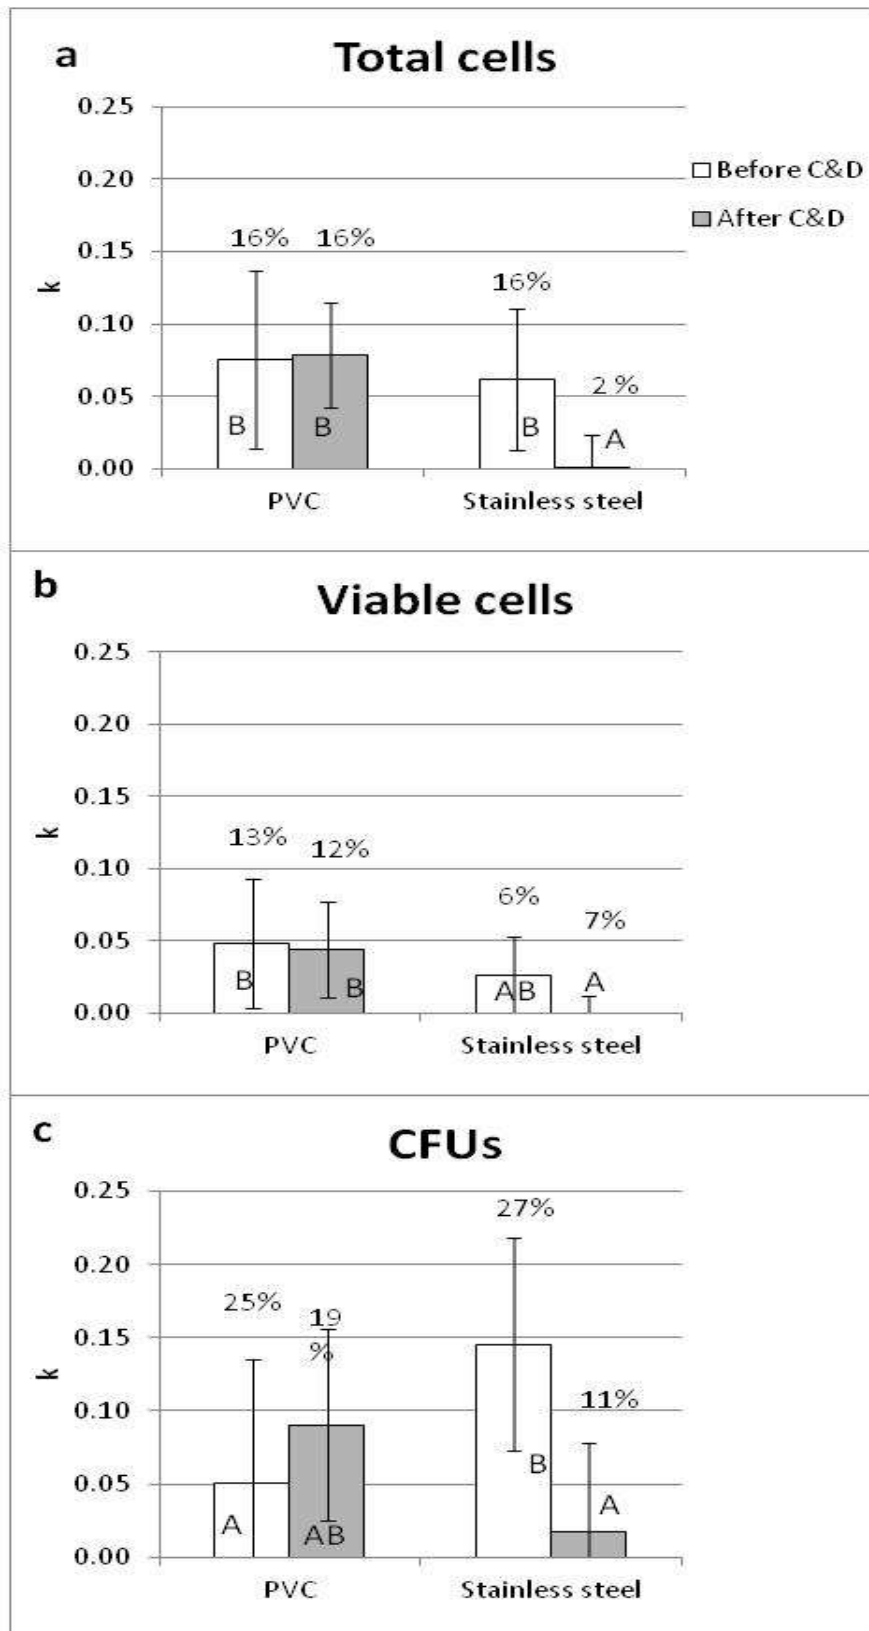 a
Total cells
0.25
0.20
0.15
0.10
0.05
0.00
k
Before C&D
After C&D
16% 16%
16%
2%
B B B A
PVC Stainless steel
b
Viable cells
0.25
0.20
0.15
0.10
0.05
0.00
k
13% 12%
6%
7%
B B AB A
PVC Stainless steel
c
CFUs
0.25
0.20
0.15
0.10
0.05
0.00
k
25%
19
%
27%
11%
A AB B A
PVC Stainless steel